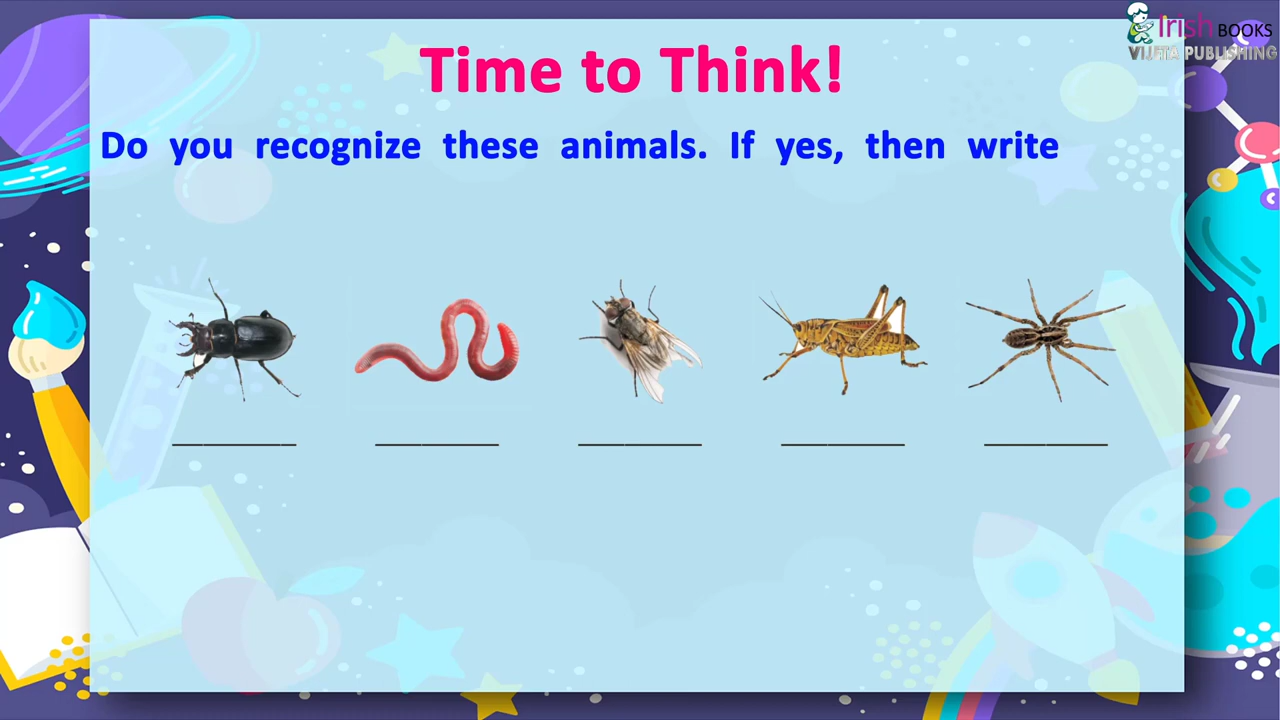 Irish BOOKS
VIJETA PUBLISHING
Time to Think!
Do you recognize these animals. If yes, then write